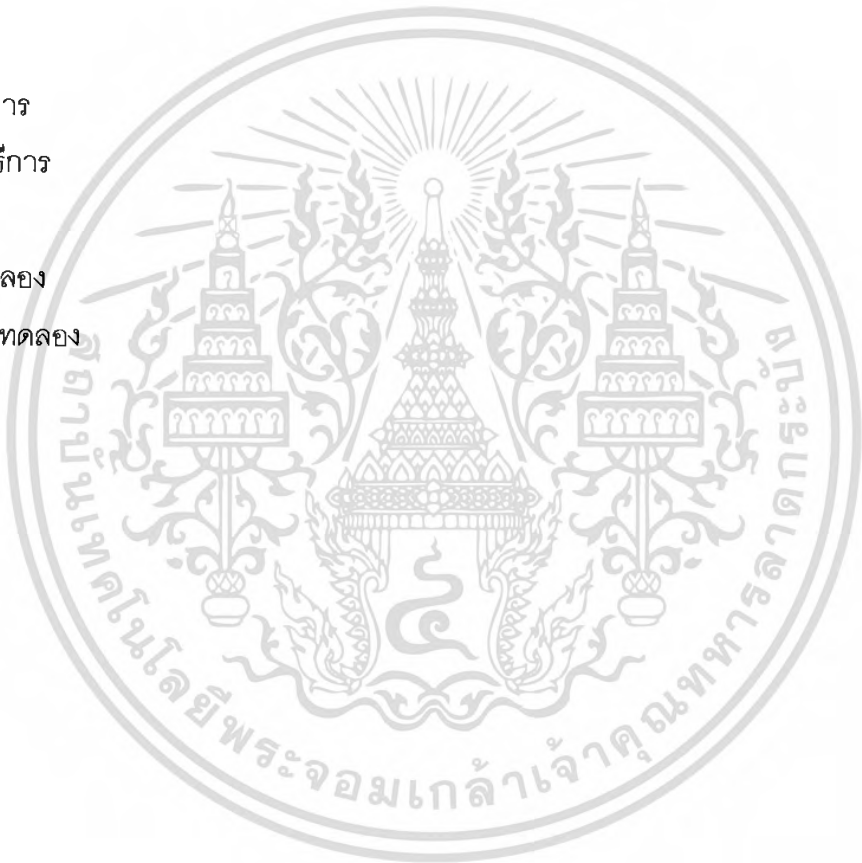 าร
ธีการ
ลอง
ทดลอง
สถาบันเทคโนโลยีพระจอมเกล้าเจ้าคุณทหารลาดกระบัง
๔